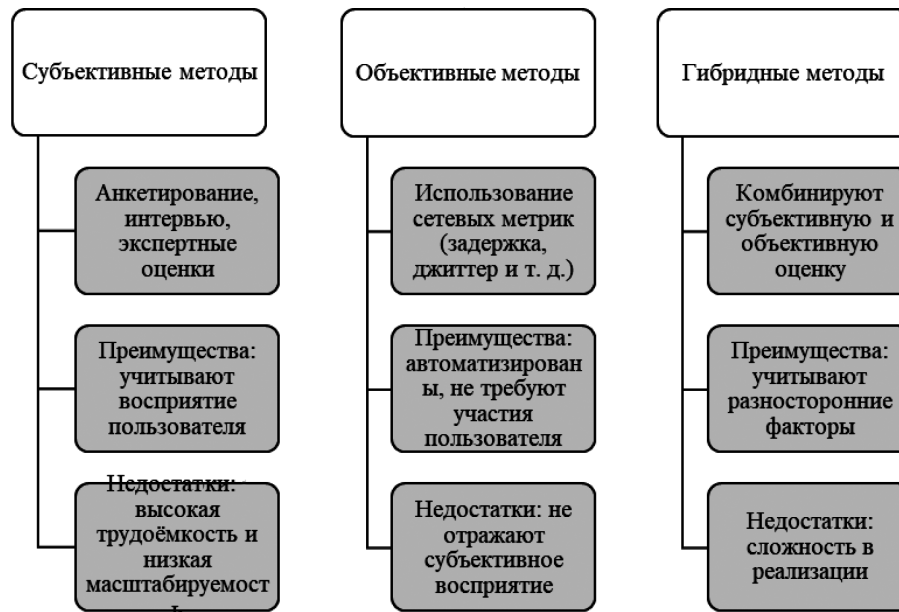 Субъективные методы
Анкетирование,
интервью,
экспертные
оценки
Преимущества:
учитывают
восприятие
пользователя
Недостатки:
высокая
трудоёмкость и
низкая
масштабируемост
ь
Объективные методы
Использование
сетевых метрик
(задержка,
джиттер и т. д.)
Преимущества:
автоматизирован
ы, не требуют
участия
пользователя
Недостатки: не
отражают
субъективное
восприятие
Гибридные методы
Комбинируют
субъективную и
объективную
оценку
Преимущества:
учитывают
разносторонние
факторы
Недостатки:
сложность в
реализации